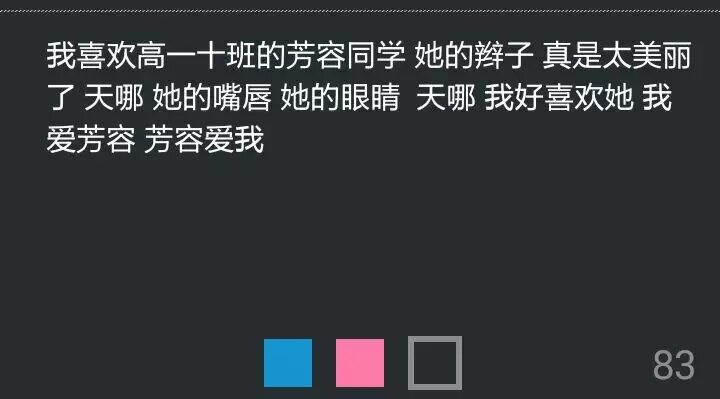 我喜欢高一十班的芳容同学 她的辫子 真是太美丽
了 天哪 她的嘴唇 她的眼睛  天哪 我好喜欢她 我
爱芳容 芳容爱我
83